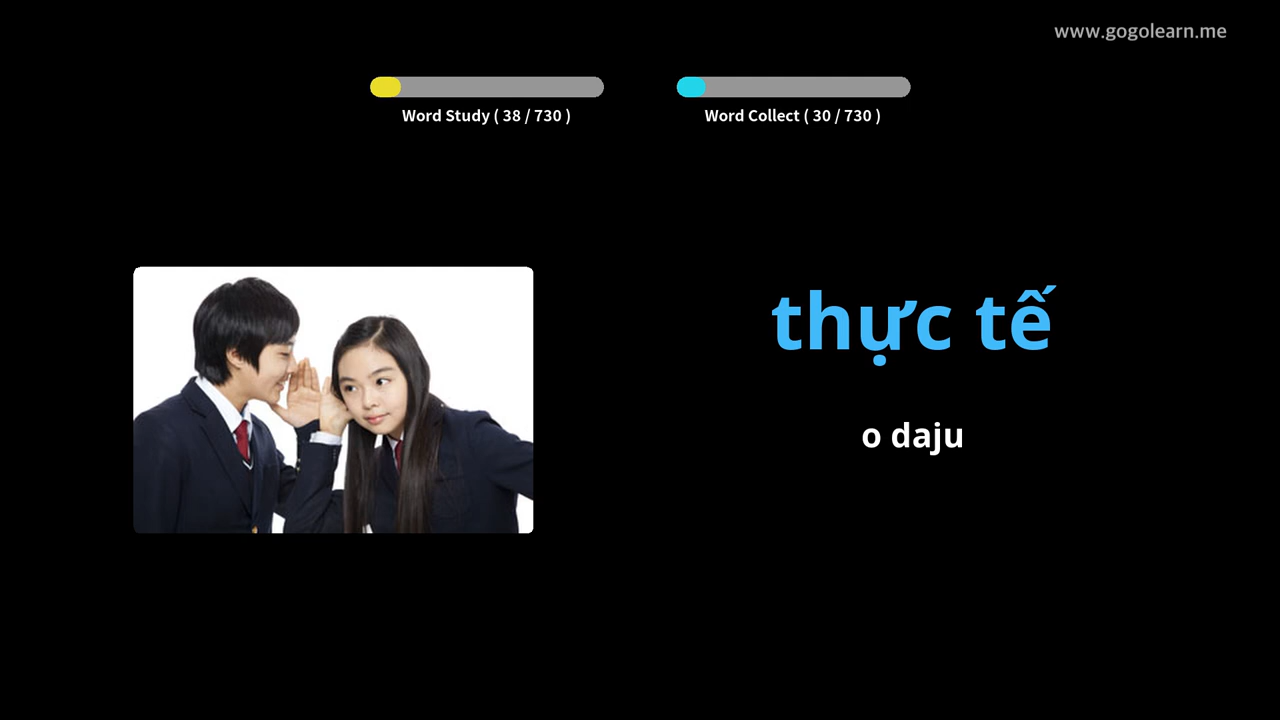 www.gogolearn.me
Word Study ( 38 / 730 )
Word Collect ( 30 / 730 )
thực tế
o daju